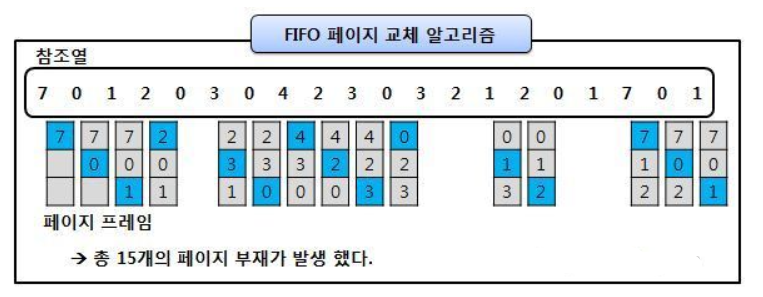 FIFO 페이지 교체 알고리즘
참조열
7 0 1 2 0 3 0 4 2 3 0 3 2 1 2 0 1 7 0 1
7 7 7 2 2 2 4 4 4 0 0 0 7 7 7
0 0 0 3 3 3 2 2 2 1 1 1 0 0
1 1 1 0 0 0 3 3 3 2 2 2 1
페이지 프레임
→ 총 15개의 페이지 부재가 발생 했다.